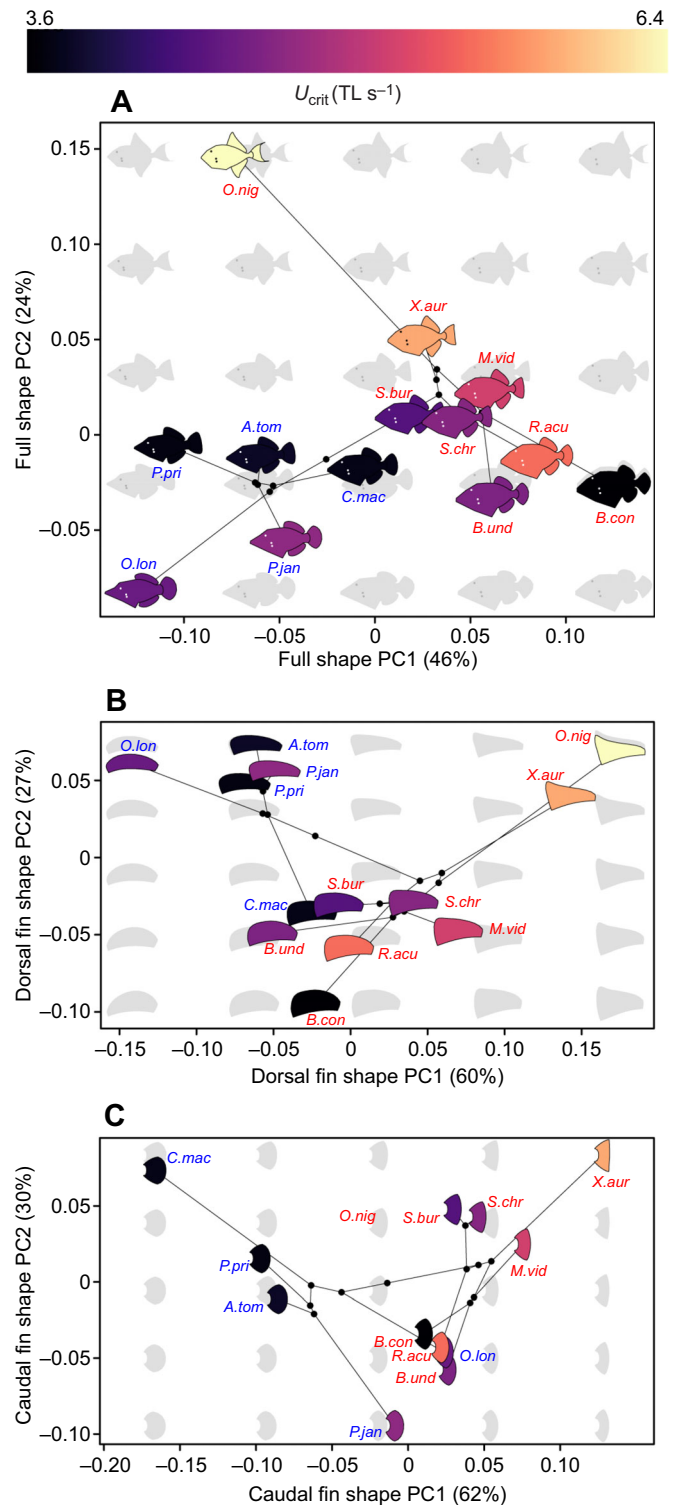 3.6 6.4
Ucrit (TL s–1)
A
0.15
0.10
0.05
0
–0.05
Full shape PC2 (24%)
O.nig
X.aur
M.vid
S.bur
S.chr
R.acu
A.tom
P.pri
C.mac
B.und
B.con
P.jan
O.lon
–0.10 –0.05 0 0.05 0.10
Full shape PC1 (46%)
B
0.05
0
–0.05
–0.10
Dorsal fin shape PC2 (27%)
O.lon
A.tom
O.nig
P.jan
P.pri
X.aur
S.bur
C.mac
S.chr
B.und
R.acu
M.vid
B.con
–0.15 –0.10 –0.05 0 0.05 0.10 0.15
Dorsal fin shape PC1 (60%)
C
0.05
0
–0.05
–0.10
Caudal fin shape PC2 (30%)
C.mac
X.aur
S.chr
O.nig
S.bur
P.pri
M.vid
A.tom
B.con
R.acu
O.lon
B.und
P.jan
–0.20 –0.15 –0.10 –0.05 0 0.05 0.10
Caudal fin shape PC1 (62%)